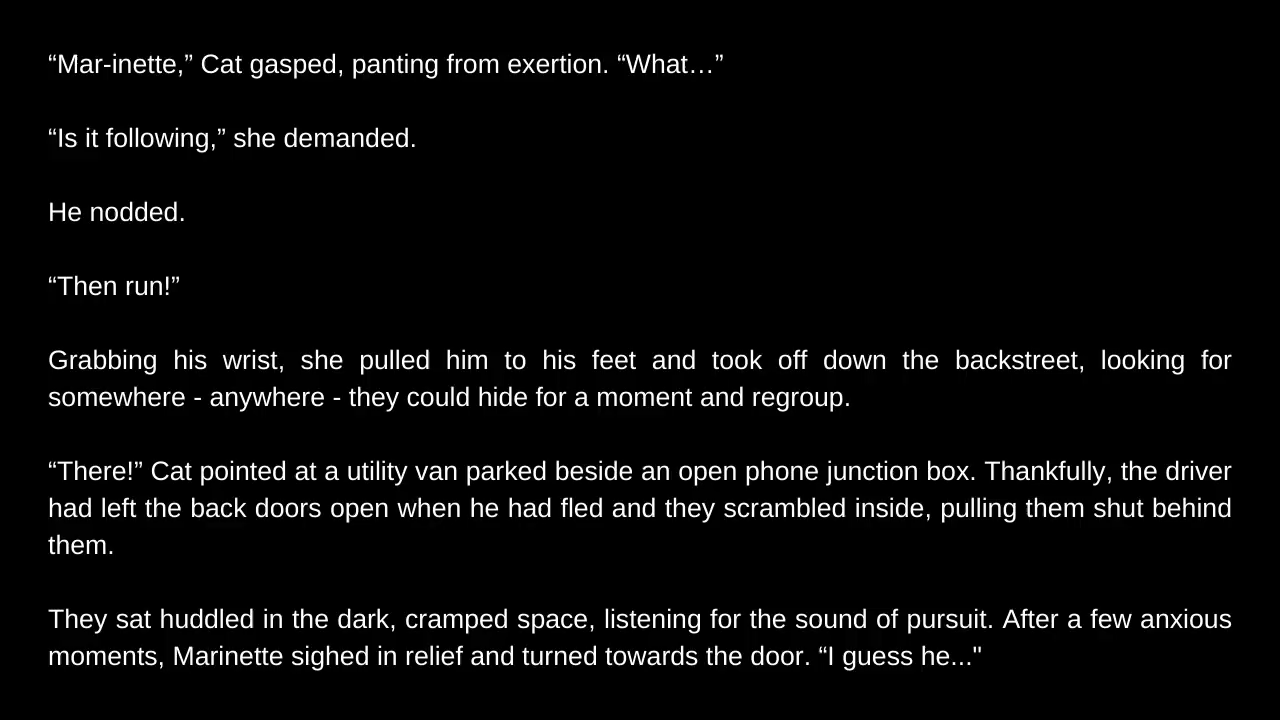 “Mar-inette,” Cat gasped, panting from exertion. “What…”
“Is it following,” she demanded.
He nodded.
“Then run!”
Grabbing his wrist, she pulled him to his feet and took off down the backstreet, looking for
somewhere - anywhere - they could hide for a moment and regroup.
“There!” Cat pointed at a utility van parked beside an open phone junction box. Thankfully, the driver
had left the back doors open when he had fled and they scrambled inside, pulling them shut behind
them.
They sat huddled in the dark, cramped space, listening for the sound of pursuit. After a few anxious
moments, Marinette sighed in relief and turned towards the door. “I guess he..."